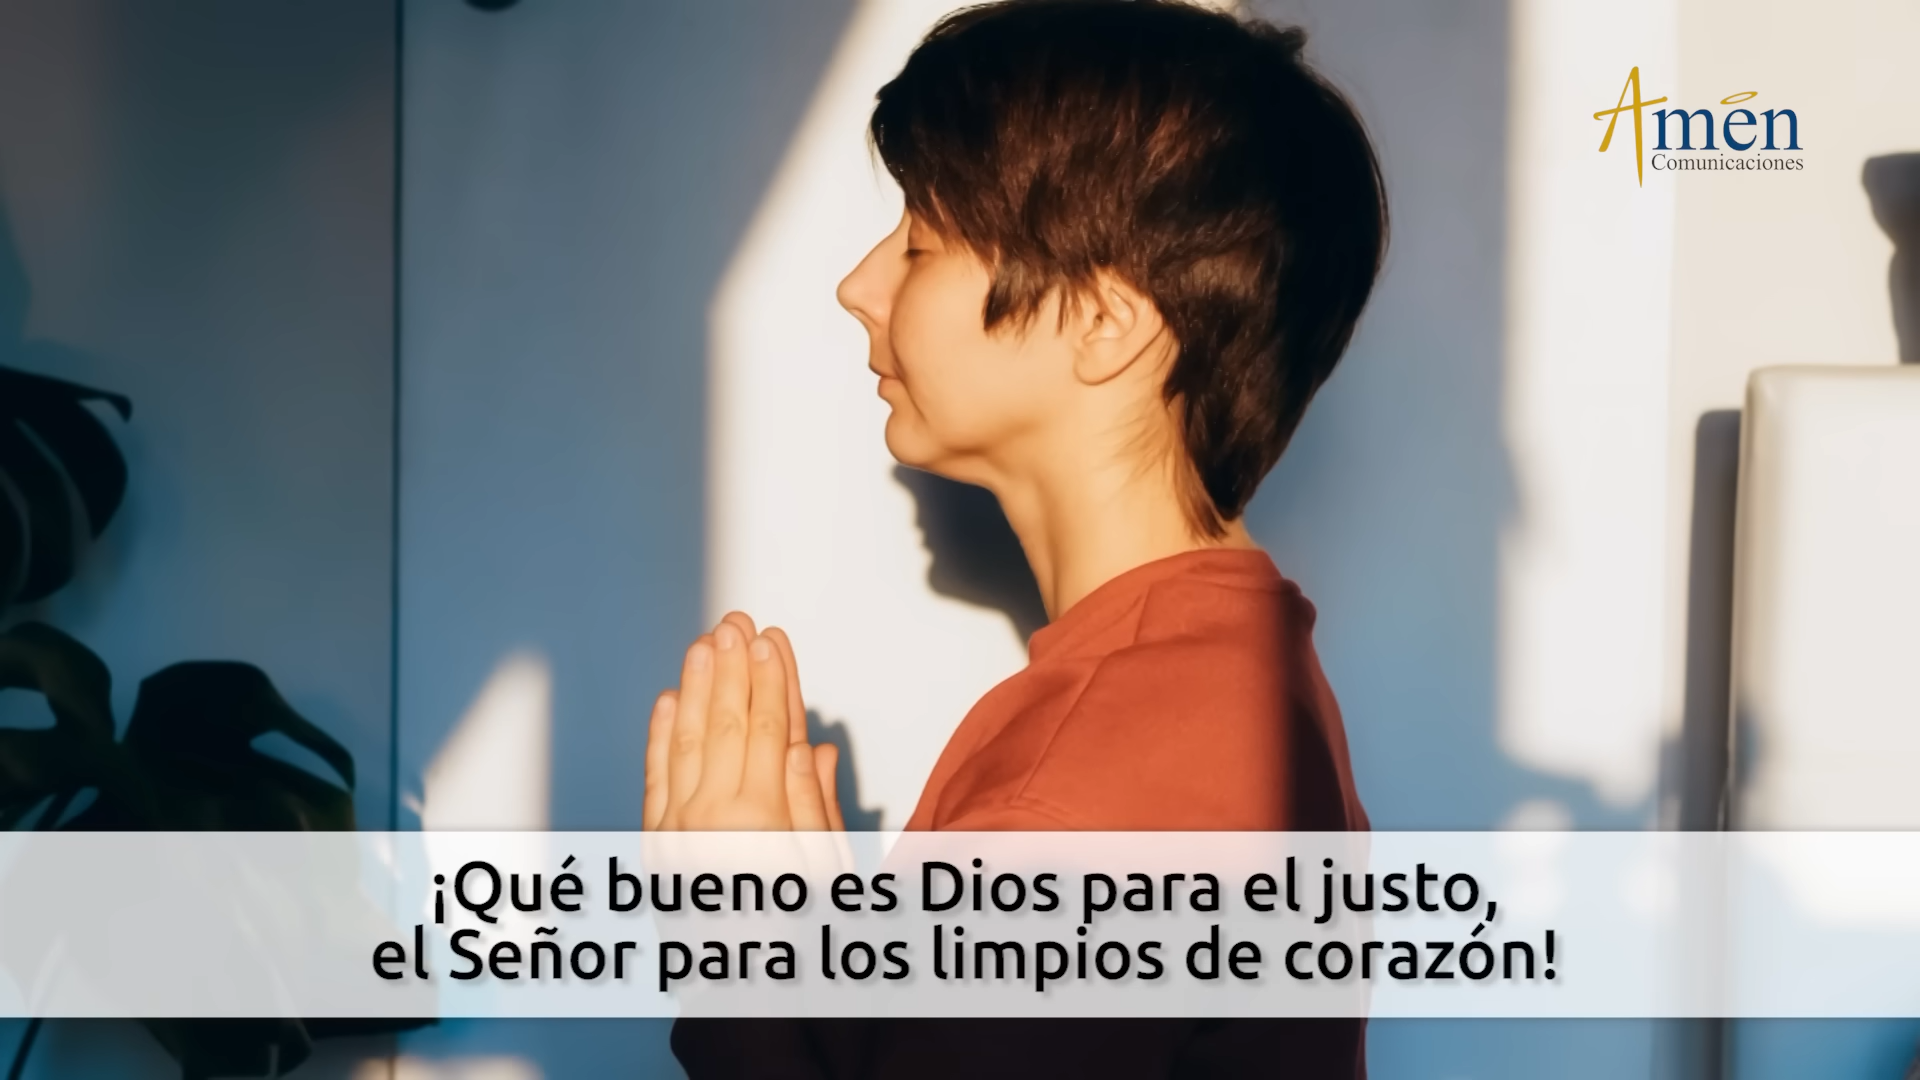 Amén
Comunicaciones
¡Qué bueno es Dios para el justo,
el Señor para los limpios de corazón!